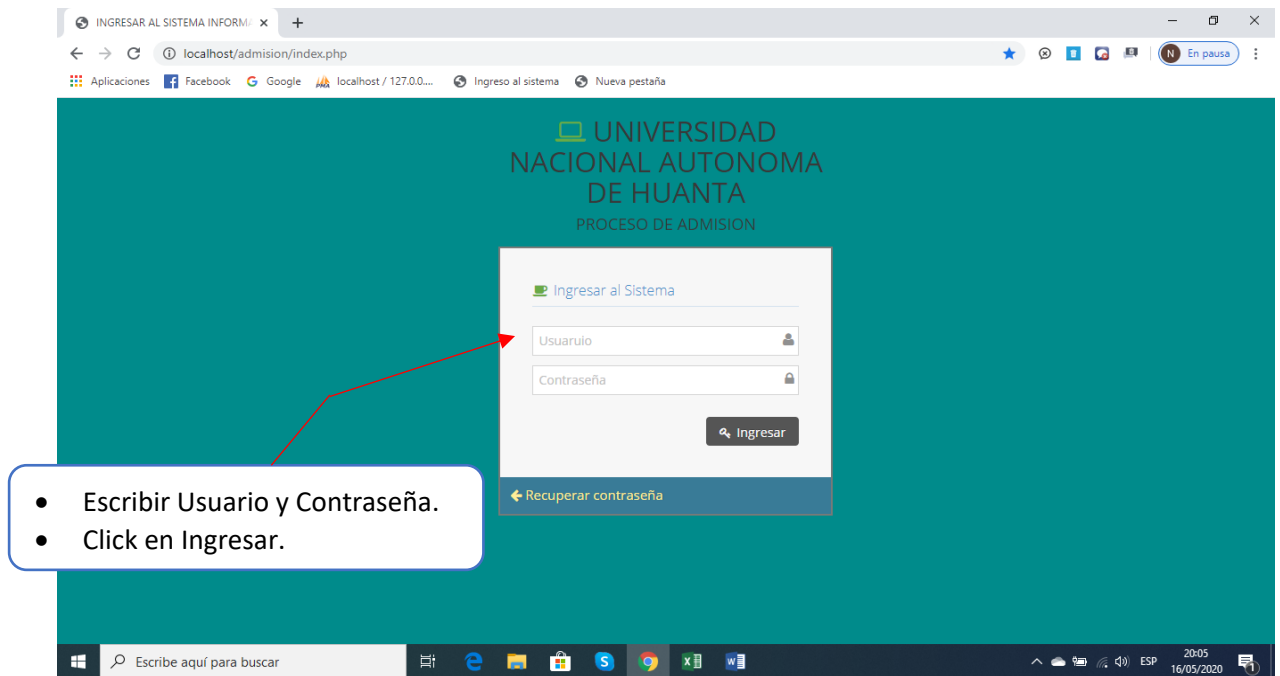 INGRESAR AL SISTEMA INFORMA
localhost/admision/index.php
N En pausa
Aplicaciones Facebook G Google localhost / 127.0.0.... Ingreso al sistema Nueva pestaña
UNIVERSIDAD
NACIONAL AUTONOMA
DE HUANTA
PROCESO DE ADMISION
Ingresar al Sistema
Usuaruio
Contraseña
Ingresar
Recuperar contraseña
• Escribir Usuario y Contraseña.
• Click en Ingresar.
Escribe aquí para buscar
ESP
20:05
16/05/2020
1